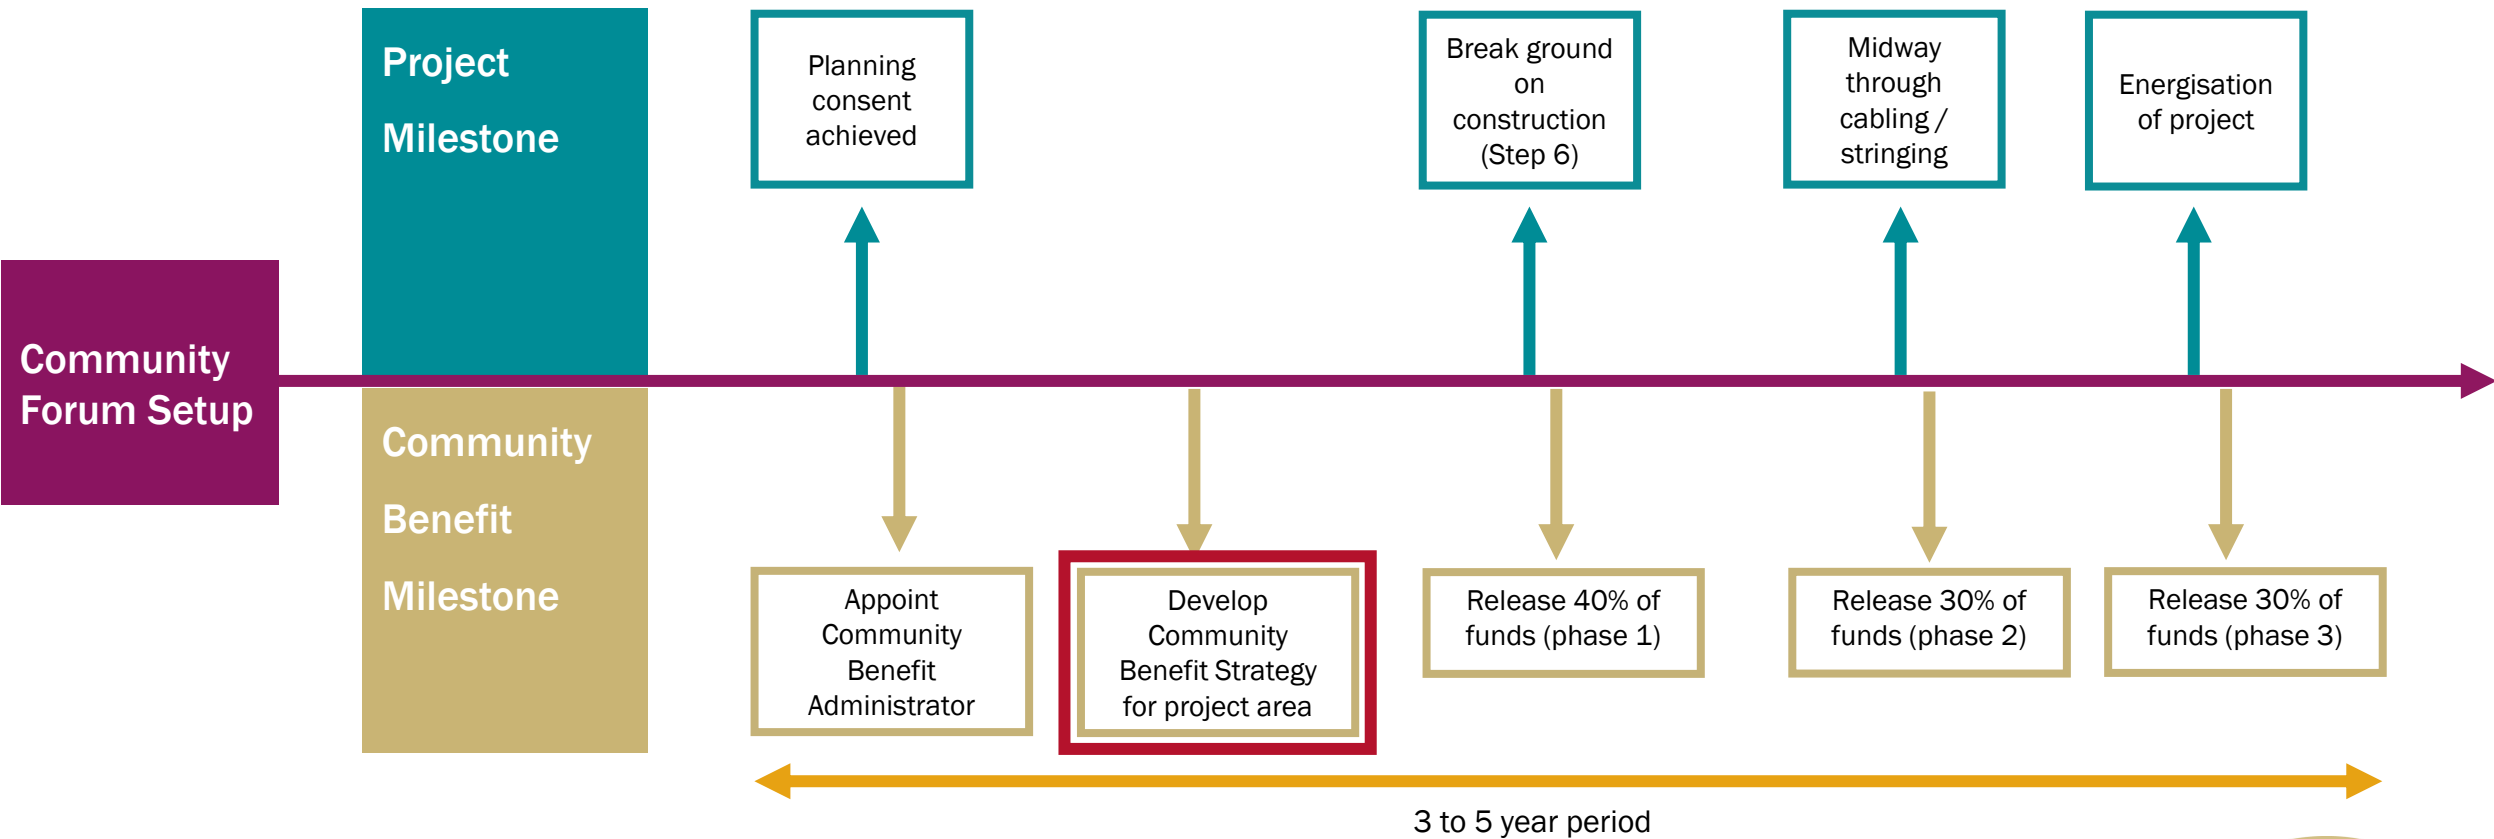 Project
Milestone
Planning
consent
achieved
Break ground
on
construction
(Step 6)
Midway
through
cabling /
stringing
Energisation
of project
Community
Forum Setup
Community
Benefit
Milestone
Appoint
Community
Benefit
Administrator
Develop
Community
Benefit Strategy
for project area
Release 40% of
funds (phase 1)
Release 30% of
funds (phase 2)
Release 30% of
funds (phase 3)
3 to 5 year period